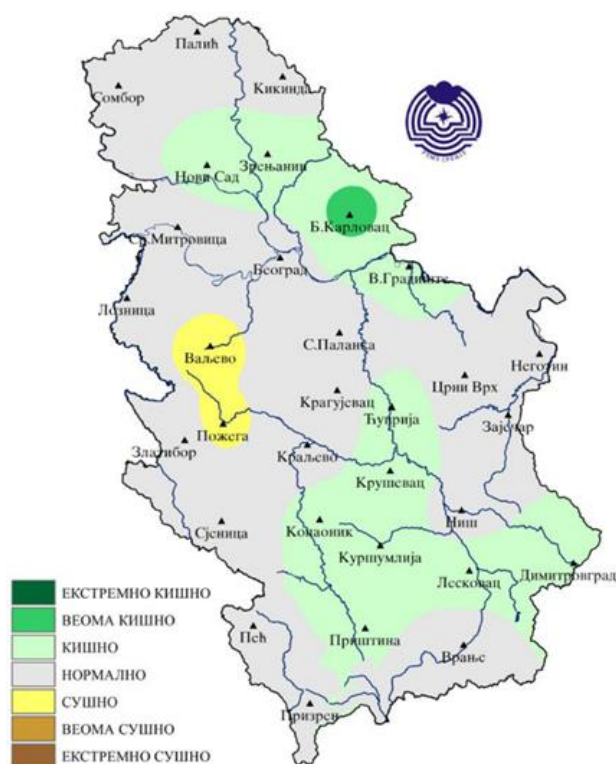 Палић
Сомбор
Кикинда
Зрењанин
Нови Сад
Б.Карловац
Ср.Митровица
Београд
В.Градиште
Лозница
С.Паланка
Ваљево
Неготин
Црни Врх
Крагујевац
Ћуприја
Зајечар
Пожега
Златибор
Краљево
Крушевац
Ниш
Сјеница
Копаоник
Куршумлија
Лесковац
Димитровград
Пећ
Приштина
Врање
Призрен
ЕКСТРЕМНО КИШНО
ВЕОМА КИШНО
КИШНО
НОРМАЛНО
СУШНО
ВЕОМА СУШНО
ЕКСТРЕМНО СУШНО